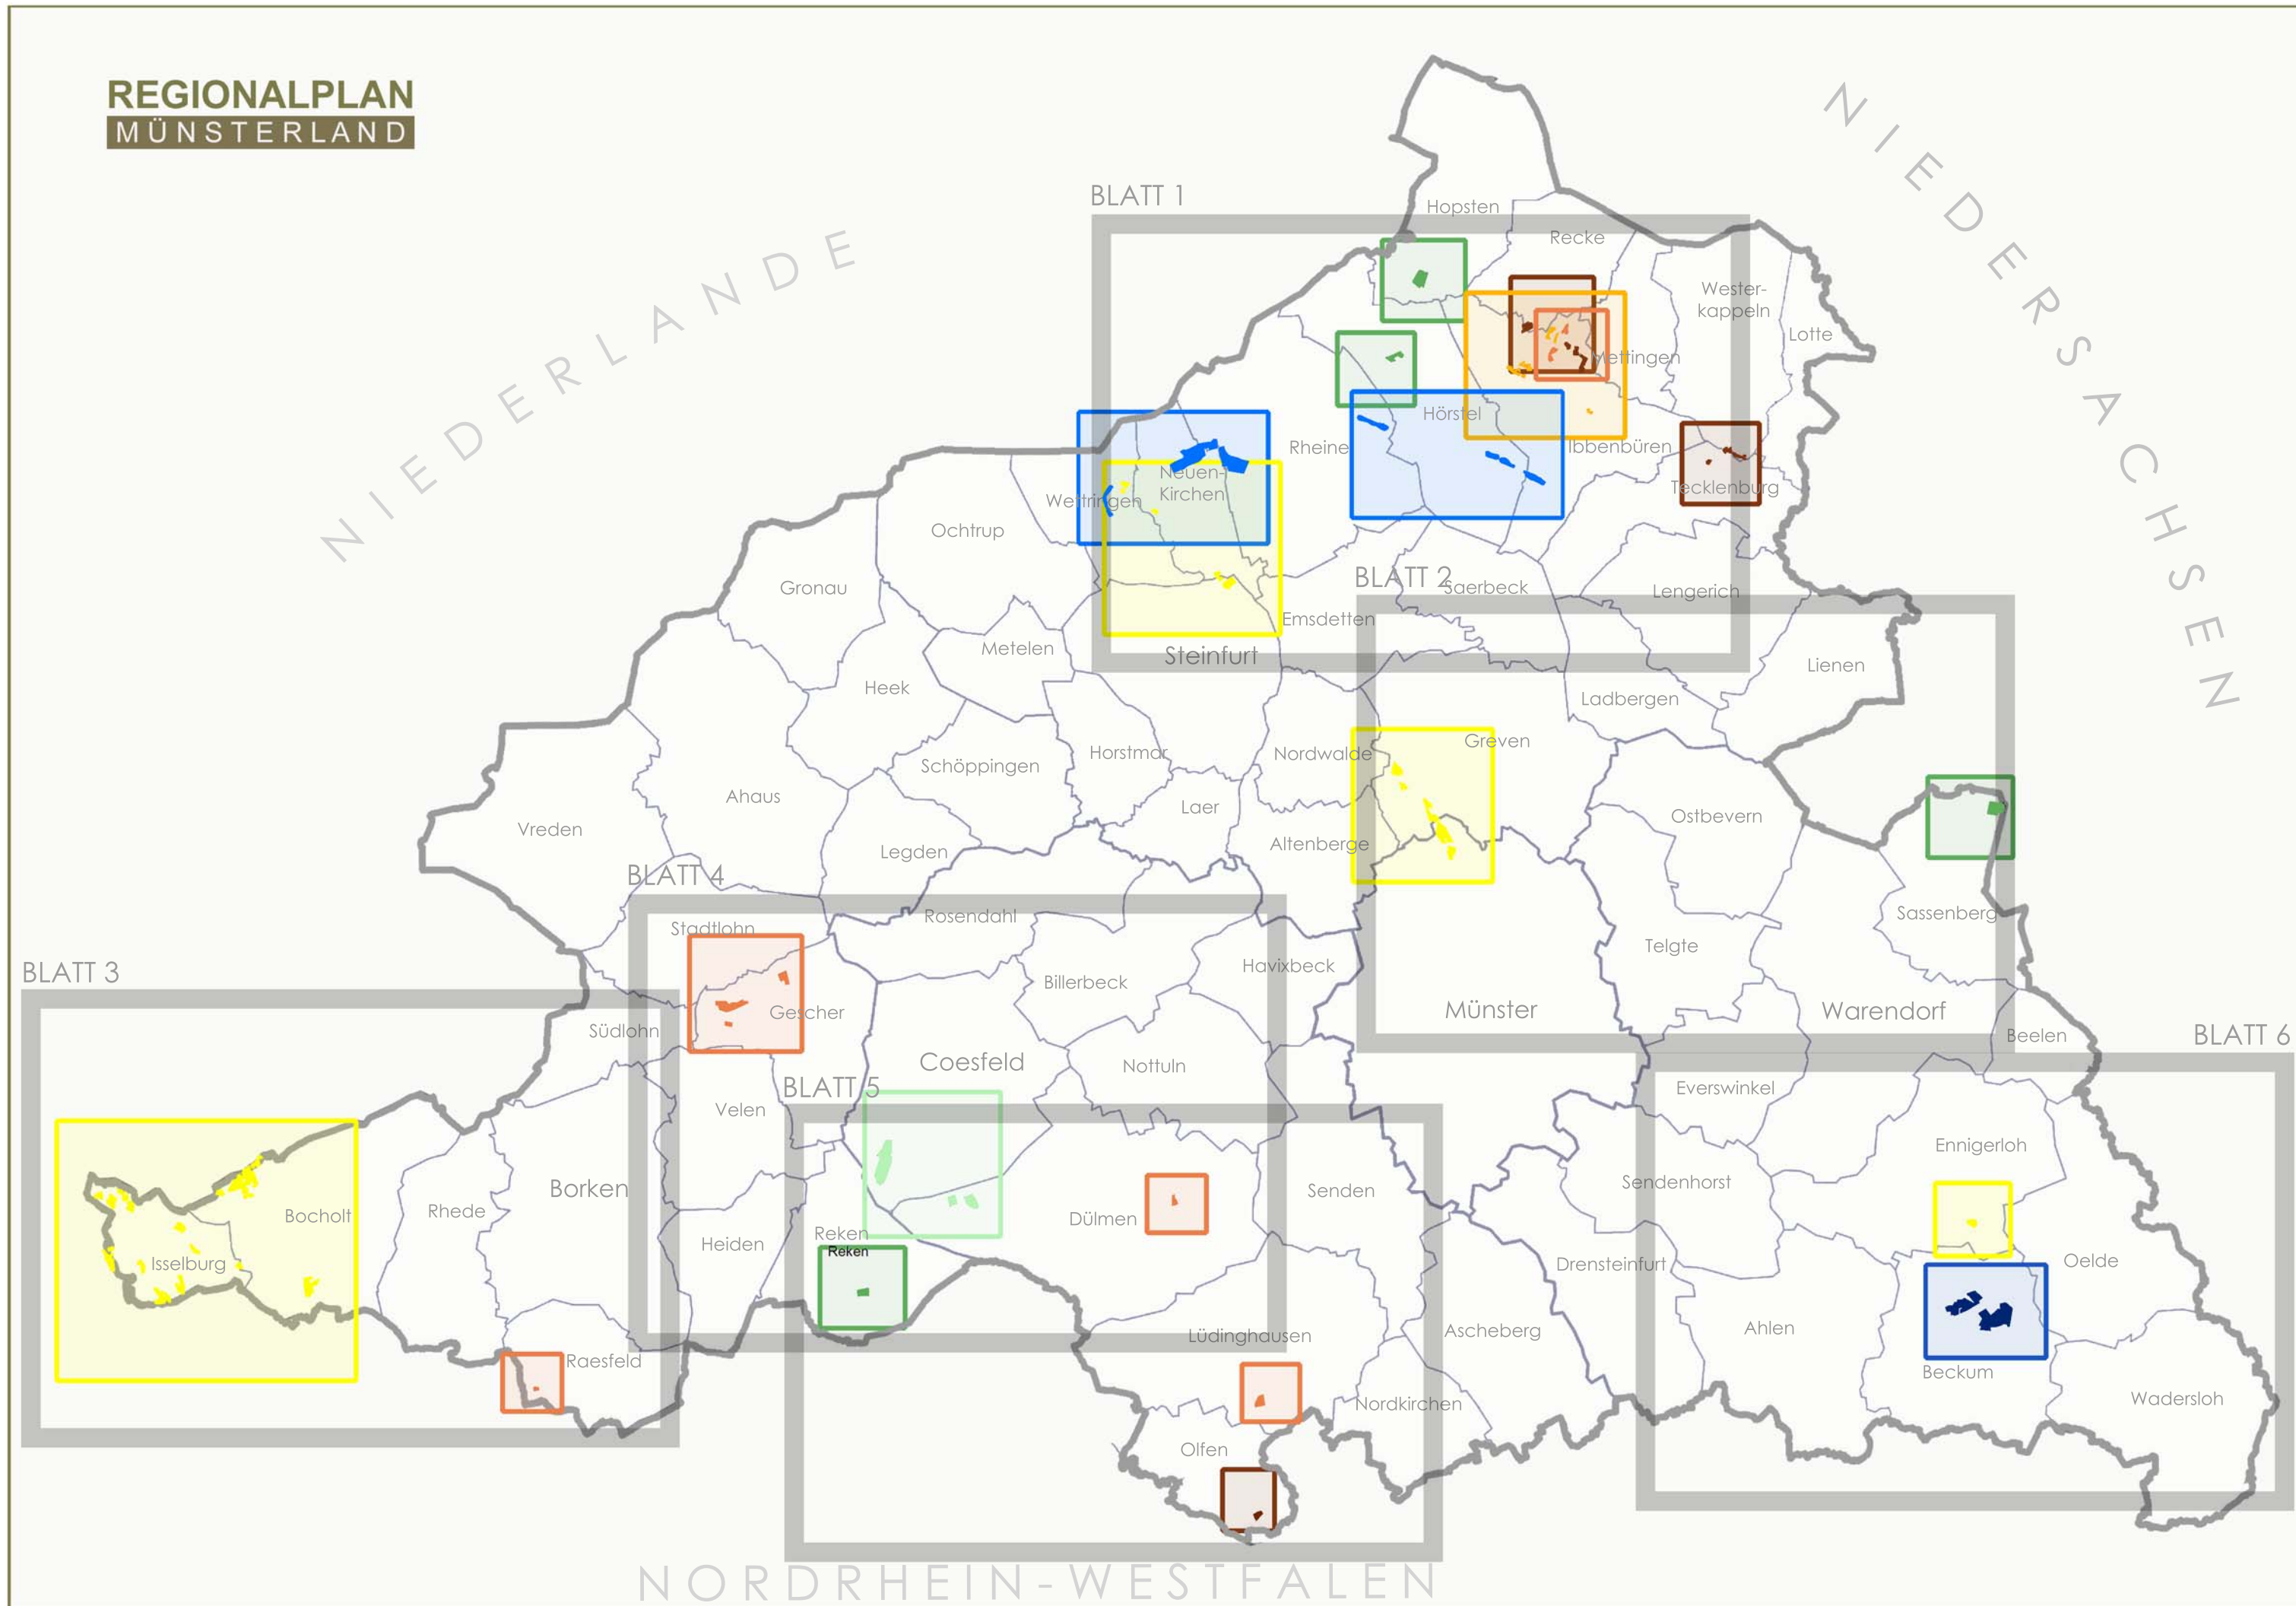 REGIONALPLAN
MÜNSTERLAND
NIEDERLANDE
NIEDERSACHSEN
BLATT 1
Hopsten
Recke
Wester-
kappeln
Lotte
Mettingen
Hörstel
Rheine
Ibbenbüren
Neuen-
Kirchen
Wettringen
Tecklenburg
Ochtrup
Gronau
BLATT 2
Saerbeck
Lengerich
Emsdetten
Metelen
Steinfurt
Lienen
Heek
Ladbergen
Greven
Horstmar
Nordwalde
Schöppingen
Ahaus
Laer
Ostbevern
Vreden
Altenberge
Legden
BLATT 4
Rosendahl
Sassenberg
Stadtlohn
Telgte
Havixbeck
BLATT 3
Billerbeck
Gescher
Münster
Warendorf
Südlohn
Beelen
BLATT 6
Coesfeld
Nottuln
BLATT 5
Everswinkel
Velen
Ennigerloh
Sendenhorst
Borken
Senden
Rhede
Bocholt
Dülmen
Reken
Reken
Heiden
Isselburg
Drensteinfurt
Oelde
Ahlen
Ascheberg
Lüdinghausen
Raesfeld
Beckum
Wadersloh
Nordkirchen
Olfen
NORDRHEIN-WESTFALEN